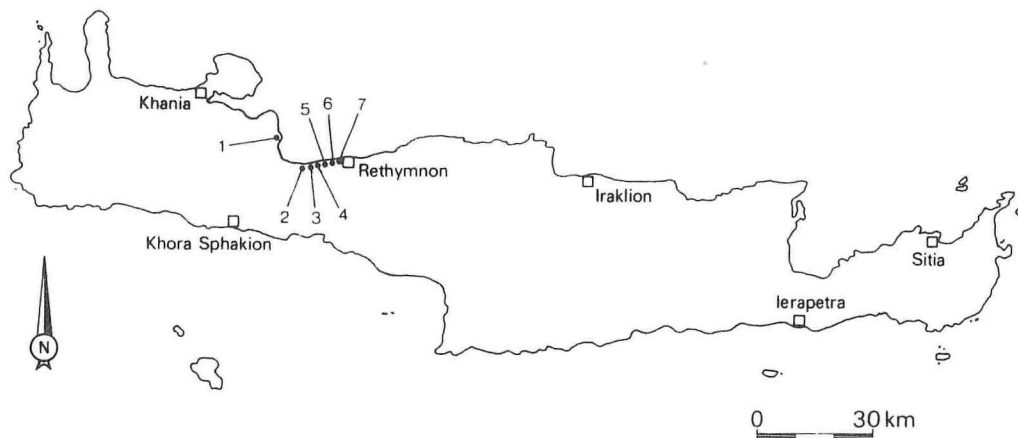 Khania
1
5
6
7
Rethymnon
2
3
4
Iraklion
Khora Sphakion
Sitia
Ierapetra
N
0 30 km